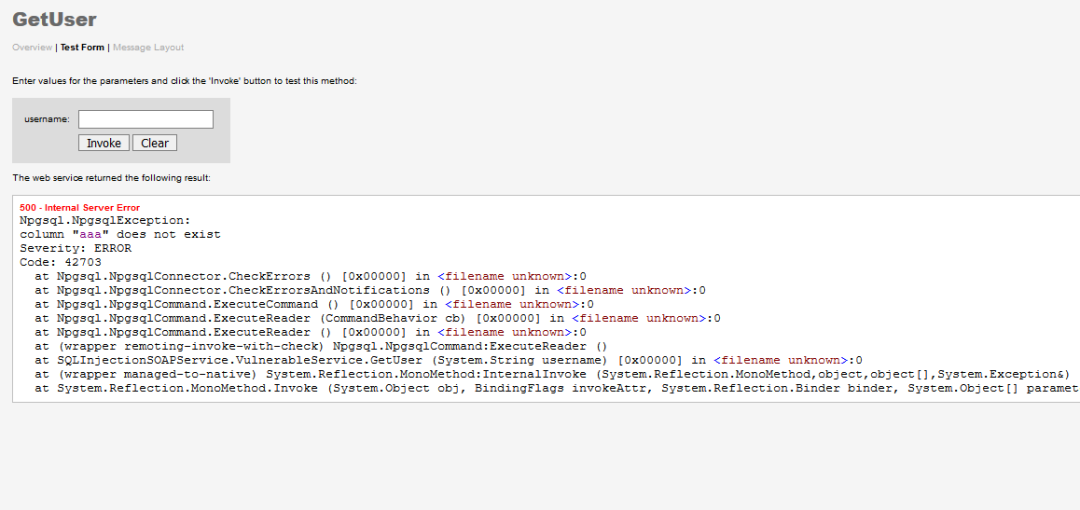 GetUser
Overview | Test Form | Message Layout
Enter values for the parameters and click the 'Invoke' button to test this method:
username:
Invoke Clear
The web service returned the following result:
500 - Internal Server Error
Npgsql.NpgsqlException:
column "aaa" does not exist
Severity: ERROR
Code: 42703
at Npgsql.NpgsqlConnector.CheckErrors () [0x00000] in <filename unknown>:0
at Npgsql.NpgsqlConnector.CheckErrorsAndNotifications () [0x00000] in <filename unknown>:0
at Npgsql.NpgsqlCommand.ExecuteCommand () [0x00000] in <filename unknown>:0
at Npgsql.NpgsqlCommand.ExecuteReader (CommandBehavior cb) [0x00000] in <filename unknown>:0
at Npgsql.NpgsqlCommand.ExecuteReader () [0x00000] in <filename unknown>:0
at (wrapper remoting-invoke-with-check) Npgsql.NpgsqlCommand:ExecuteReader ()
at SQLInjectionSOAPService.VulnerableService.GetUser (System.String username) [0x00000] in <filename unknown>:0
at (wrapper managed-to-native) System.Reflection.MonoMethod:InternalInvoke (System.Reflection.MonoMethod,object,object[],System.Exception&)
at System.Reflection.MonoMethod.Invoke (System.Object obj, BindingFlags invokeAttr, System.Reflection.Binder binder, System.Object[] paramet